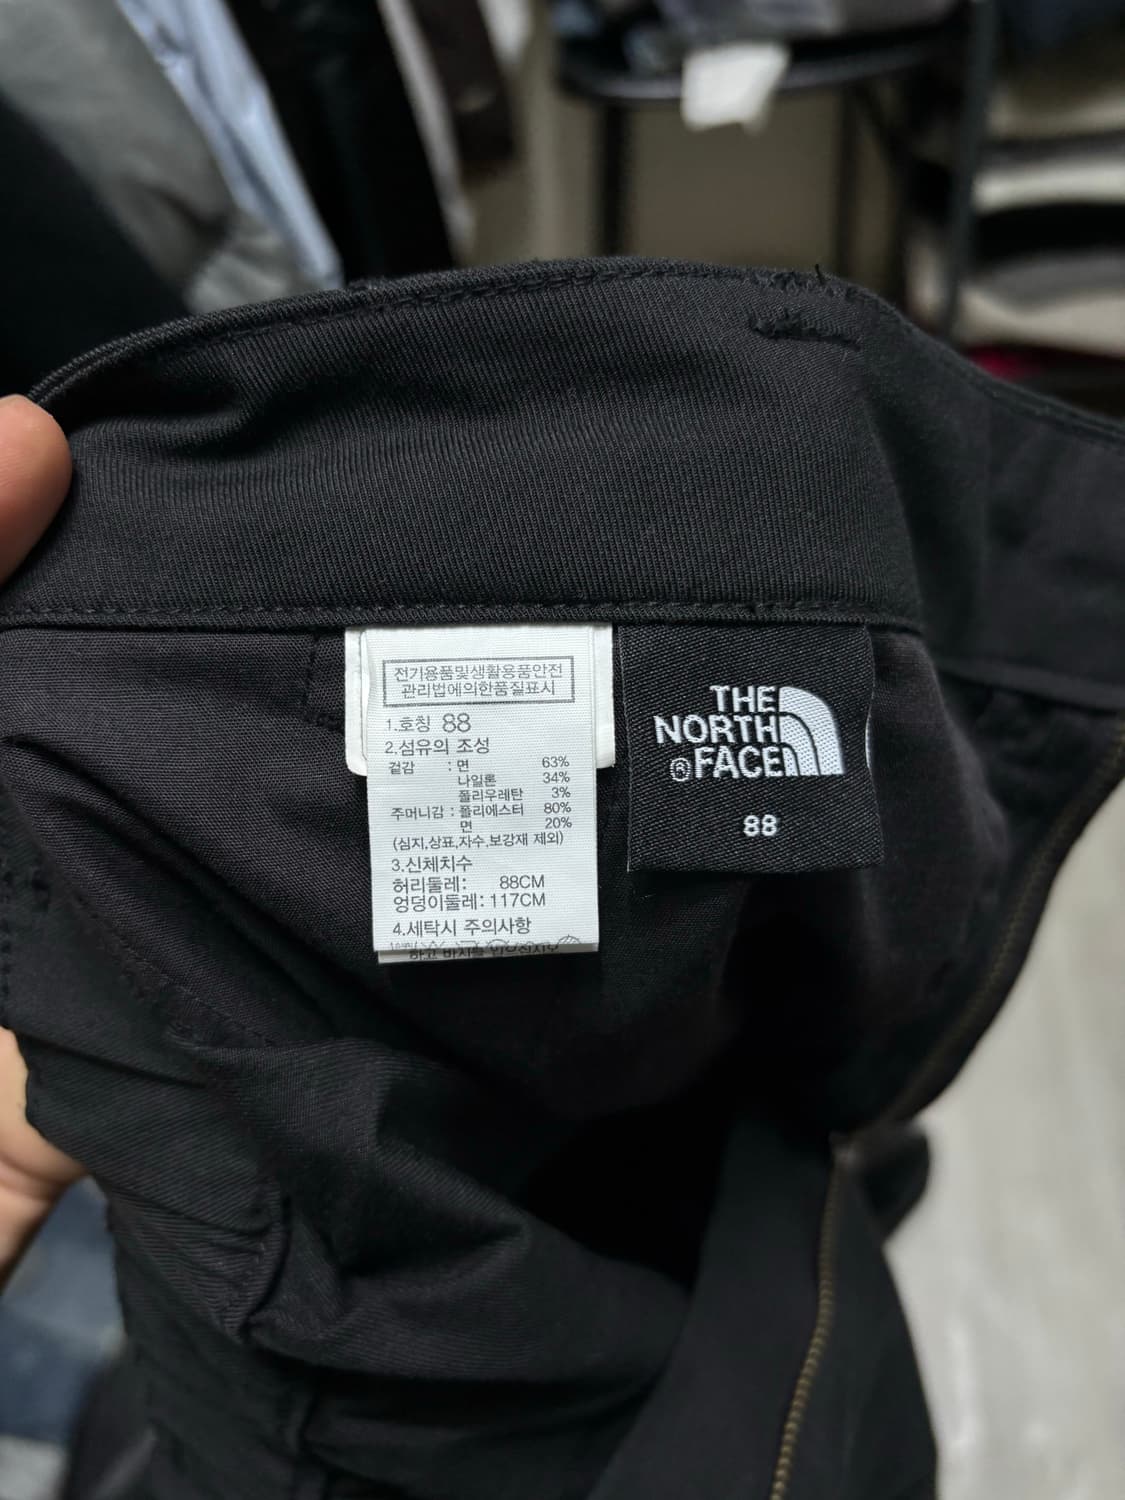 전기용품및생활용품안전
관리법에의한품질표시
1.호칭 88
2.섬유의 조성
겉감 : 면 63%
나일론 34%
폴리우레탄 3%
주머니감 : 폴리에스터 80%
면 20%
(심지,상표,자수,보강재 제외)
3.신체치수
허리둘레: 88CM
엉덩이둘레: 117CM
4.세탁시 주의사항
THE
NORTH
®FACE
88